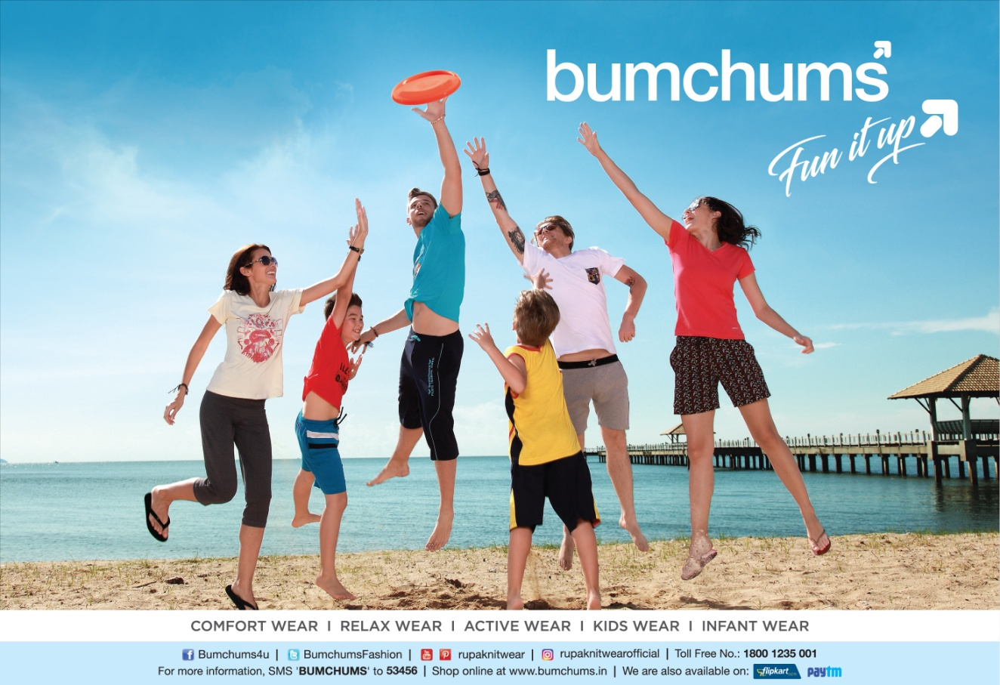 bumchums
Fun it up
COMFORT WEAR I RELAX WEAR I ACTIVE WEAR I KIDS WEAR I INFANT WEAR
Bumchums4u | BumchumsFashion | rupaknitwear | rupaknitwearofficial | Toll Free No.: 1800 1235 001
For more information, SMS 'BUMCHUMS' to 53456 | Shop online at www.bumchums.in | We are also available on: flipkart.com paytm